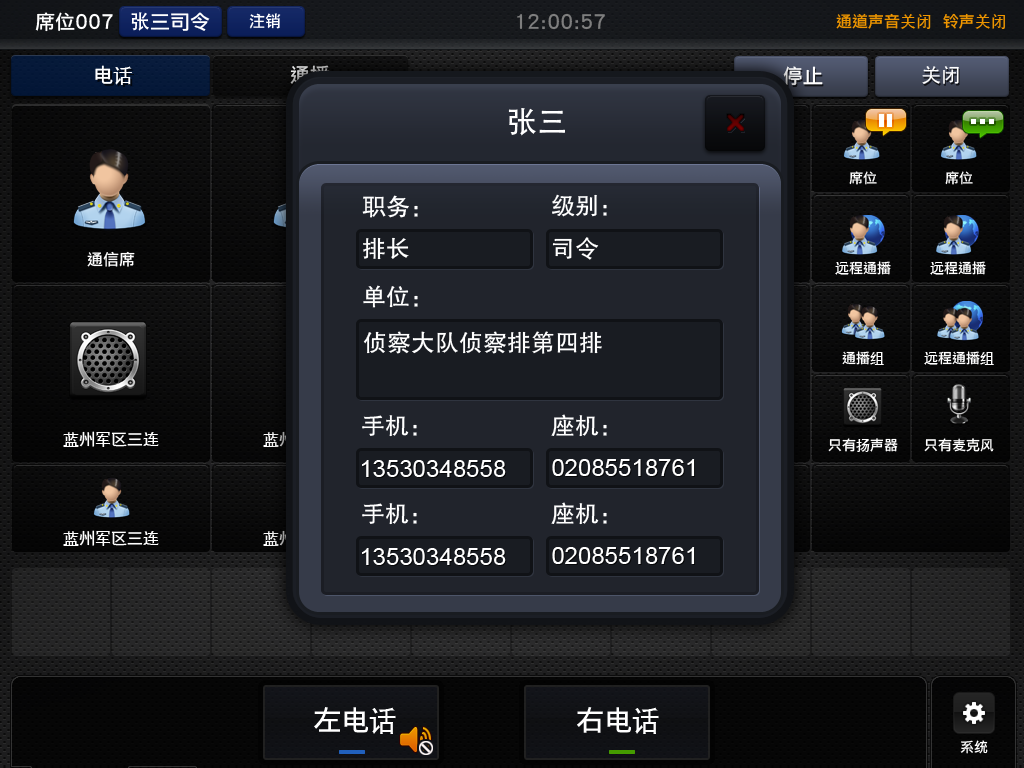 席位007 张三司令 注销 12:00:57 通道声音关闭 铃声关闭
电话 通播 停止 关闭
张三
职务: 级别:
排长 司令
单位:
侦察大队侦察排第四排
手机: 座机:
13530348558 02085518761
手机: 座机:
13530348558 02085518761
通信席
蓝州军区三连 蓝州
蓝州军区三连 蓝州
席位 席位
远程通播 远程通播
通播组 远程通播组
只有扬声器 只有麦克风
左电话 右电话 系统